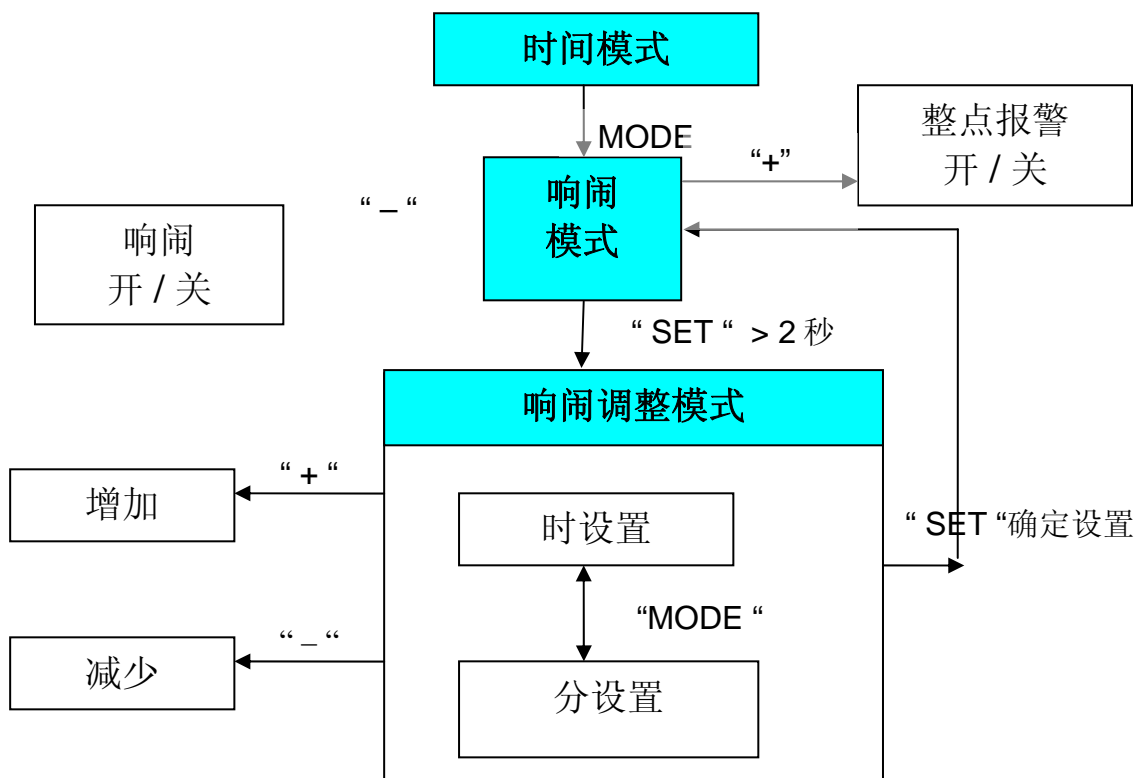 时间模式
MODE
整点报警
开 / 关
“+”
响闹
模式
“ – “
响闹
开 / 关
“ SET “ > 2 秒
响闹调整模式
“ + “
增加
时设置
“ SET “确定设置
“MODE “
“ – “
减少
分设置